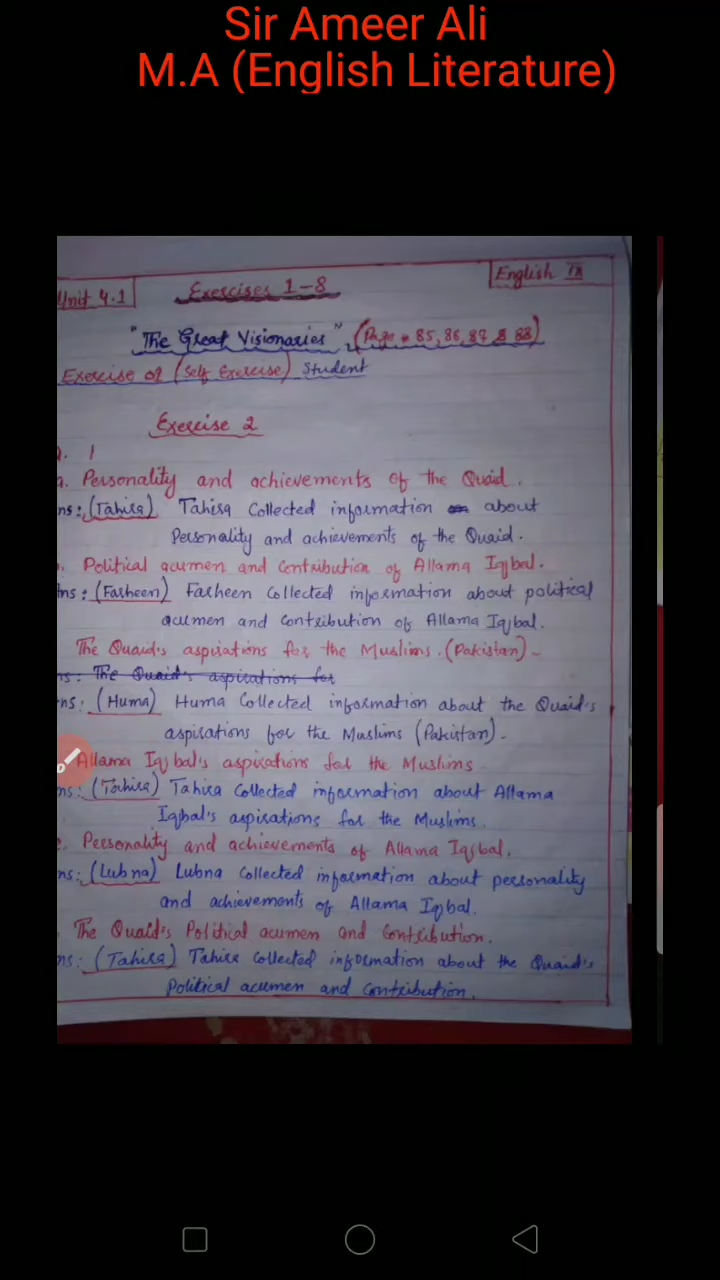 Sir Ameer Ali
M.A (English Literature)
Unit 4.1
Exercises 1-8
English IX
"The Great Visionaries" (Page # 85, 86, 87 & 88)
Exercise 01 (Self Exercise) Student
Exercise 2
1
a. Personality and achievements of the Quaid.
ns: (Tahira) Tahira Collected information about
Personality and achievements of the Quaid.
Political acumen and Contribution of Allama Iqbal.
Ans: (Farheen) Farheen Collected information about political
acumen and contribution of Allama Iqbal.
The Quaid's aspirations for the Muslims. (Pakistan) -
ns: The Quaid's aspirations for
ns: (Huma) Huma Collected information about the Quaid's
aspirations for the Muslims (Pakistan). -
Allama Iqbal's aspirations for the Muslims
ns: (Tahira) Tahira Collected information about Allama
Iqbal's aspirations for the Muslims.
e. Personality and achievements of Allama Iqbal.
ns: (Lubna) Lubna Collected information about personality
and achievements of Allama Iqbal.
The Quaid's Political acumen and Contribution.
ns: (Tahira) Tahira Collected information about the Quaid's
Political acumen and Contribution.